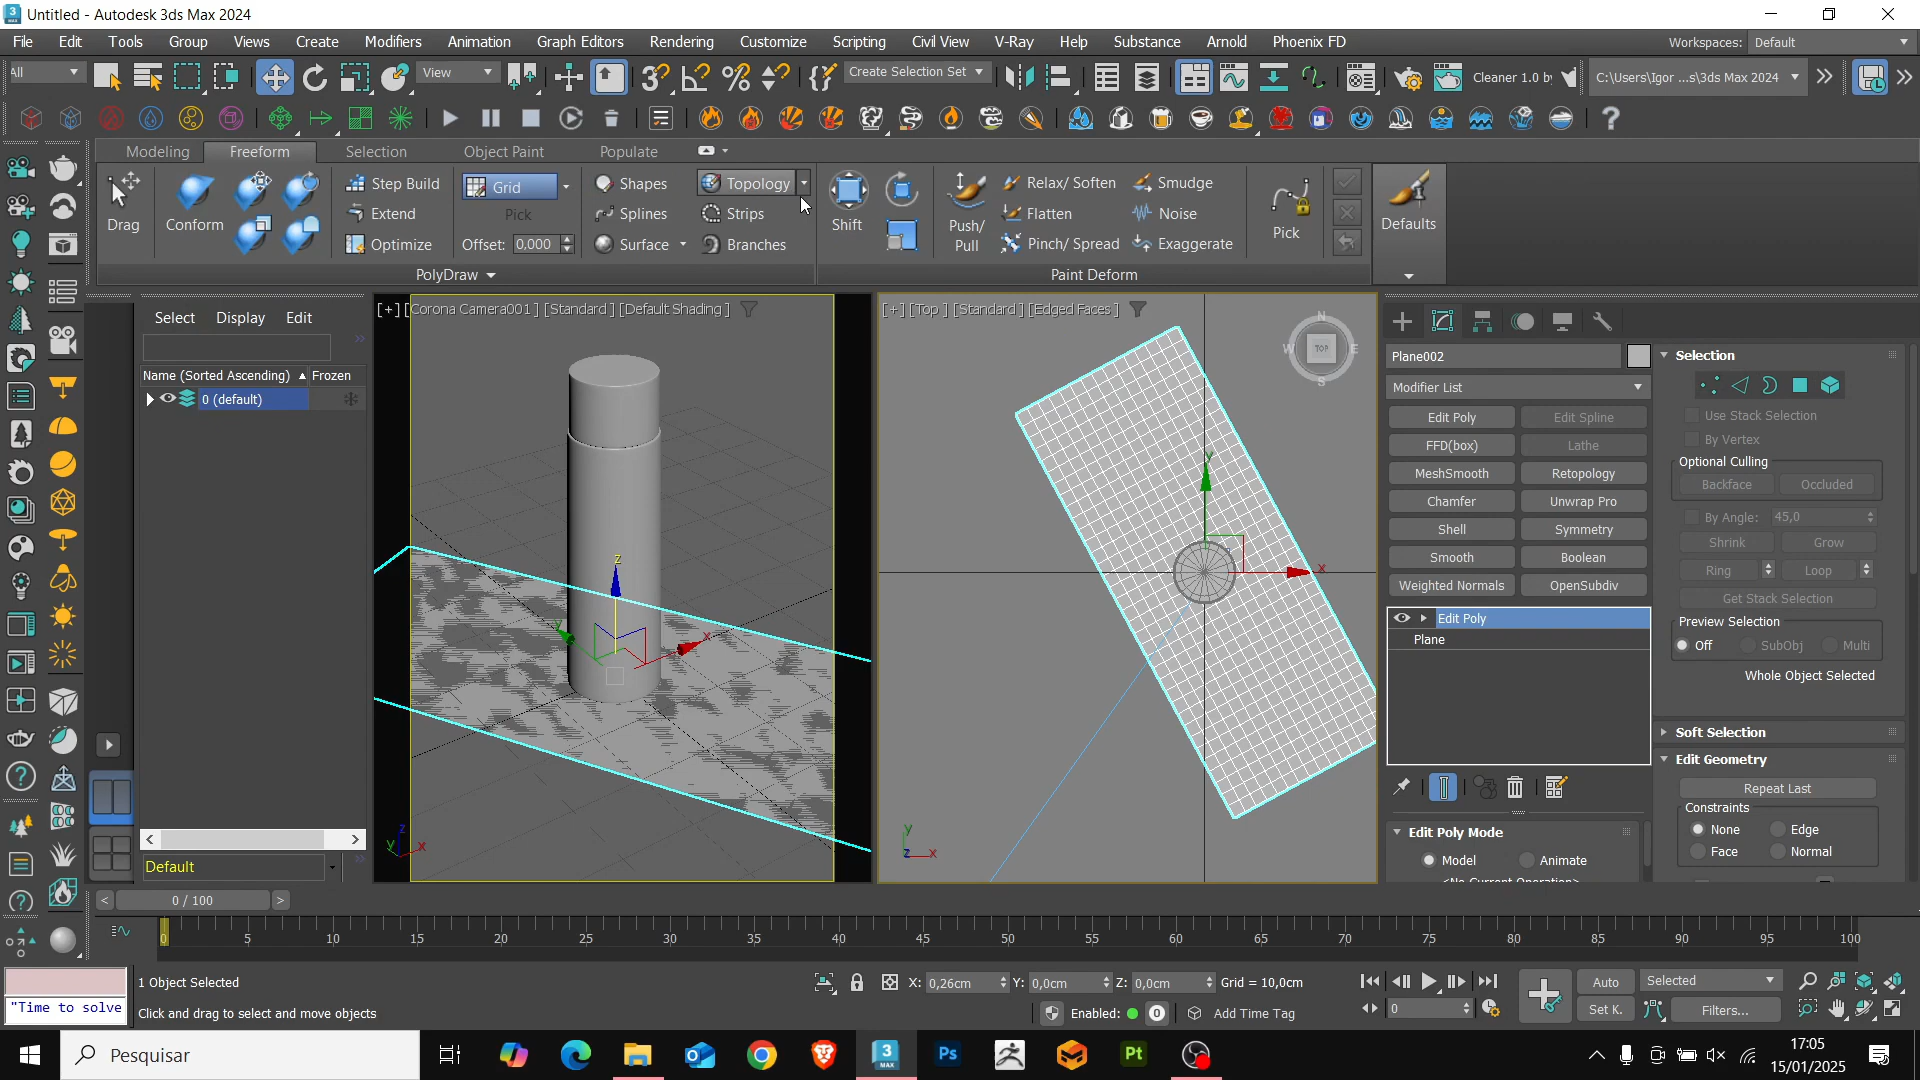 Untitled - Autodesk 3ds Max 2024
File Edit Tools Group Views Create Modifiers Animation Graph Editors Rendering Customize Scripting Civil View V-Ray Help Substance Arnold Phoenix FD Workspaces: Default
All View Create Selection Set Cleaner 1.0 by C:\Users\Igor ...s\3ds Max 2024
Modeling Freeform Selection Object Paint Populate
Drag Conform Step Build Extend Optimize Grid Pick Offset: 0,000 Shapes Splines Surface Topology Strips Branches
Shift Push/ Pull Relax/ Soften Flatten Pinch/ Spread Smudge Noise Exaggerate Pick Defaults
PolyDraw Paint Deform
Select Display Edit
Name (Sorted Ascending) Frozen
0 (default)
Default
[+] [Corona Camera001 ] [Standard ] [Default Shading ]
z
y
x
z
y
x
[+] [Top ] [Standard ] [Edged Faces ]
N
W TOP E
S
y
x
y
z x
Plane002
Modifier List
Edit Poly Edit Spline
FFD(box) Lathe
MeshSmooth Retopology
Chamfer Unwrap Pro
Shell Symmetry
Smooth Boolean
Weighted Normals OpenSubdiv
Edit Poly
Plane
Edit Poly Mode
Model Animate
<No Current Operation>
Selection
Use Stack Selection
By Vertex
Optional Culling
Backface Occluded
By Angle: 45,0
Shrink Grow
Ring Loop
Get Stack Selection
Preview Selection
Off SubObj Multi
Whole Object Selected
Soft Selection
Edit Geometry
Repeat Last
Constraints
None Edge
Face Normal
< 0 / 100 >
0 5 10 15 20 25 30 35 40 45 50 55 60 65 70 75 80 85 90 95 100
"Time to solve
1 Object Selected
Click and drag to select and move objects
X: 0,26cm Y: 0,0cm Z: 0,0cm Grid = 10,0cm
Enabled: 0 Add Time Tag
0
Auto Selected
Set K. Filters...
Pesquisar
17:05
15/01/2025